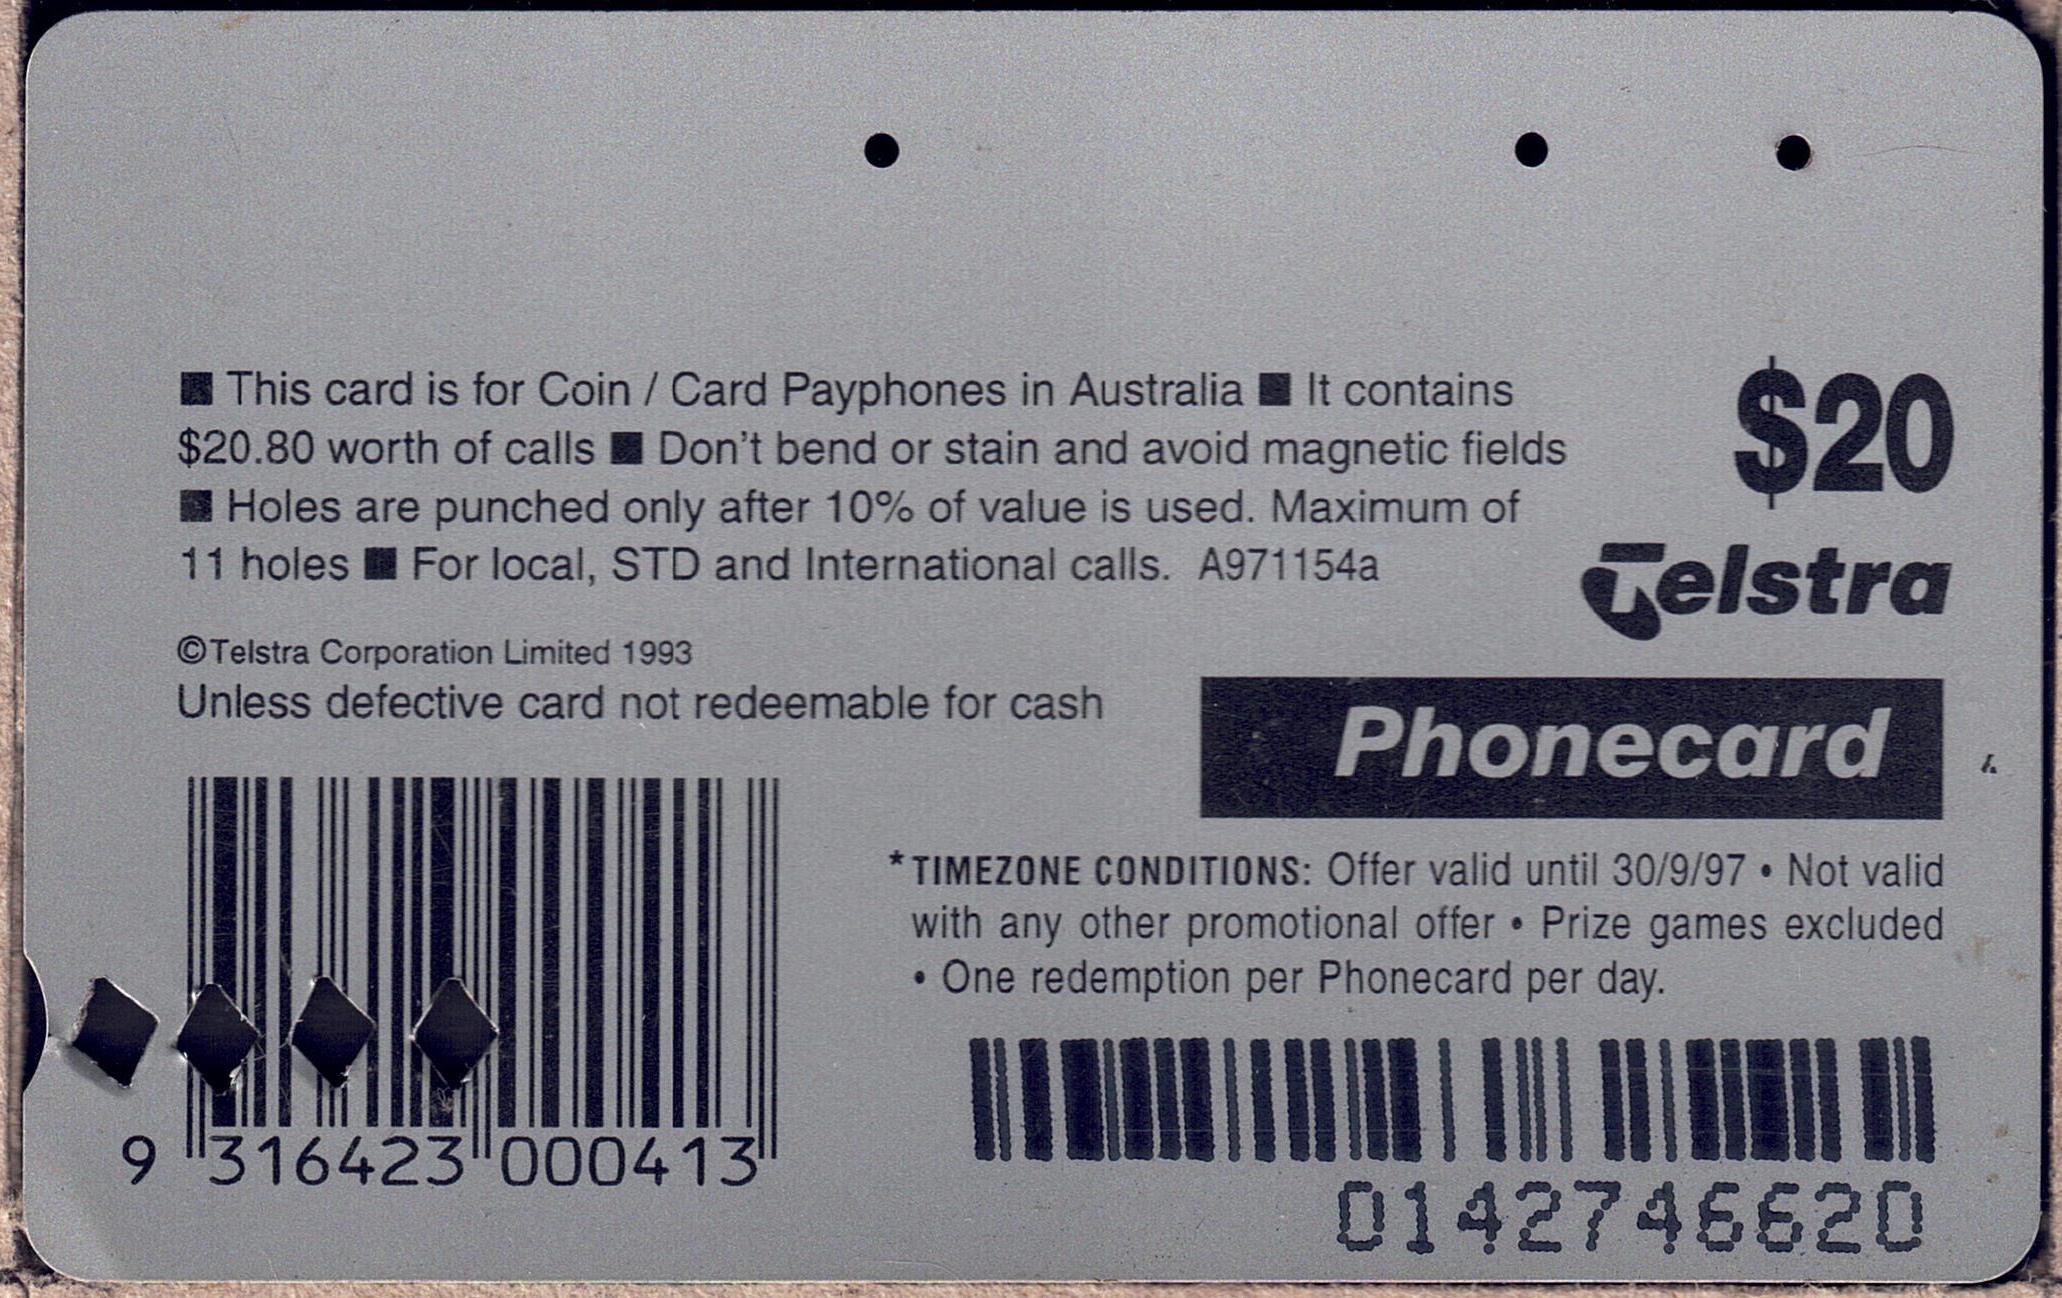 ■ This card is for Coin / Card Payphones in Australia ■ It contains
$20.80 worth of calls ■ Don't bend or stain and avoid magnetic fields
■ Holes are punched only after 10% of value is used. Maximum of
11 holes ■ For local, STD and International calls. A971154a
$20
Telstra
©Telstra Corporation Limited 1993
Unless defective card not redeemable for cash
Phonecard
*TIMEZONE CONDITIONS: Offer valid until 30/9/97 • Not valid
with any other promotional offer • Prize games excluded
• One redemption per Phonecard per day.
9 316423 000413
0142746620